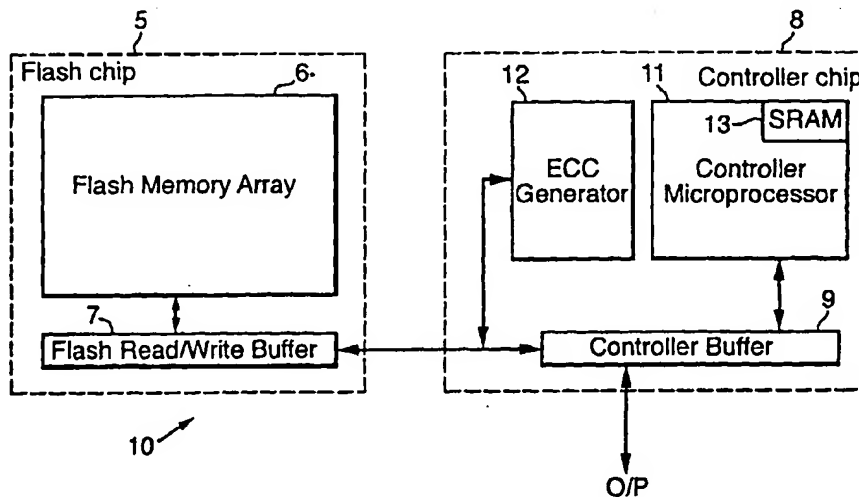 5
8
Flash chip
6
12
11
Controller chip
13
SRAM
Flash Memory Array
ECC
Generator
Controller
Microprocessor
7
9
Flash Read/Write Buffer
Controller Buffer
10
O/P